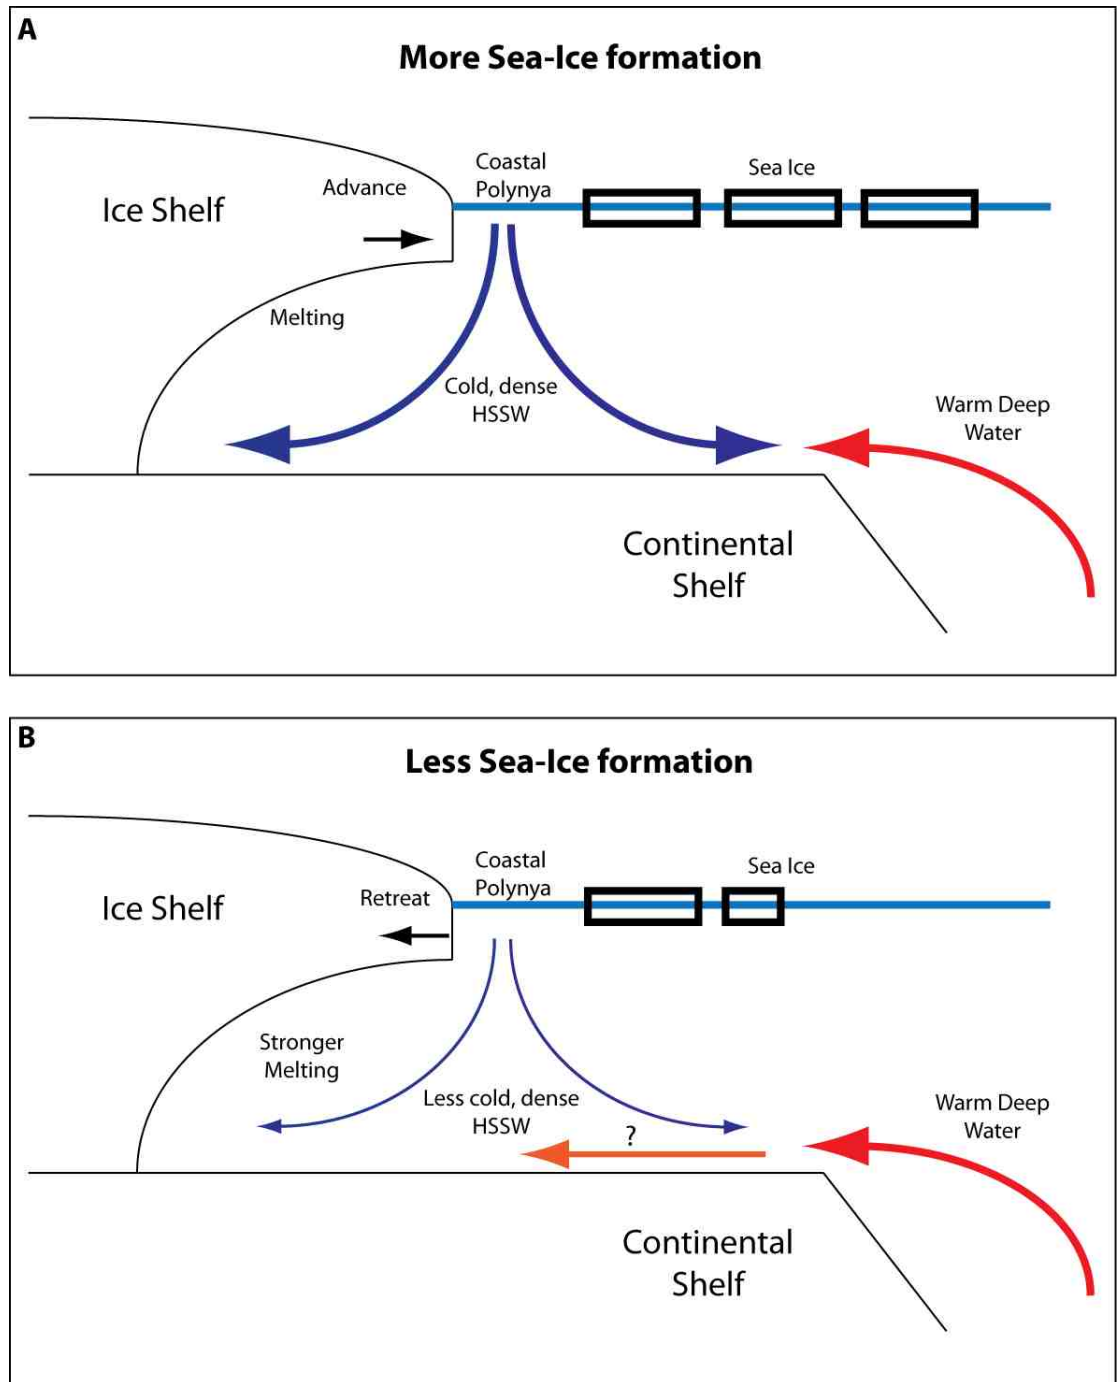 A
More Sea-Ice formation
Coastal
Polynya
Sea Ice
Advance
Ice Shelf
Melting
Cold, dense
HSSW
Warm Deep
Water
Continental
Shelf
B
Less Sea-Ice formation
Coastal
Polynya
Sea Ice
Retreat
Ice Shelf
Stronger
Melting
Less cold, dense
HSSW
?
Warm Deep
Water
Continental
Shelf